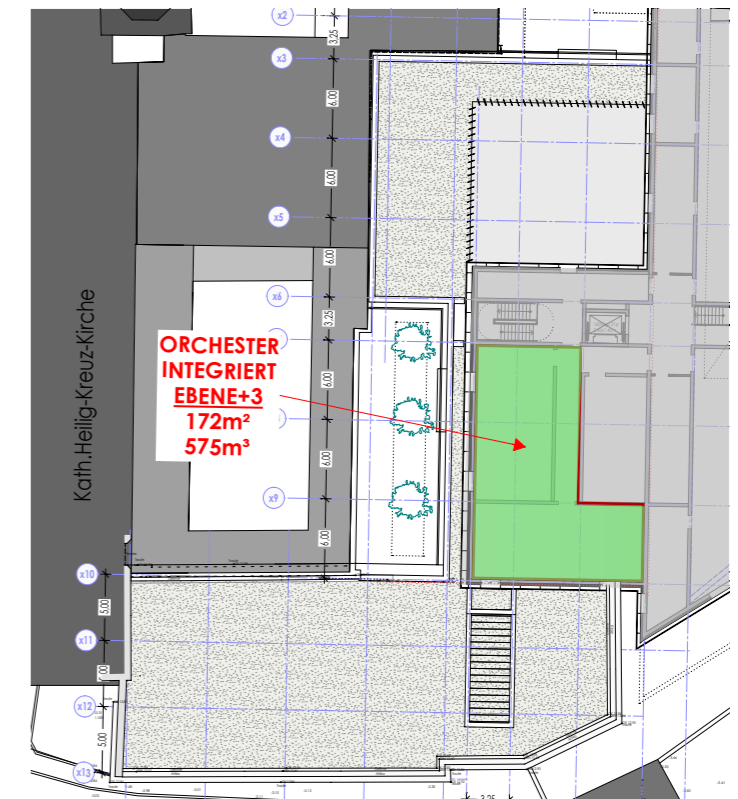 x2
3.25
x3
6.00
x4
6.00
x5
6.00
x6
3.25
Kath.Heilig-Kreuz-Kirche
ORCHESTER
INTEGRIERT
EBENE+3
172m²
575m³
6.00
6.00
x9
6.00
x10
5.00
x11
x12
5.00
x13
3.25